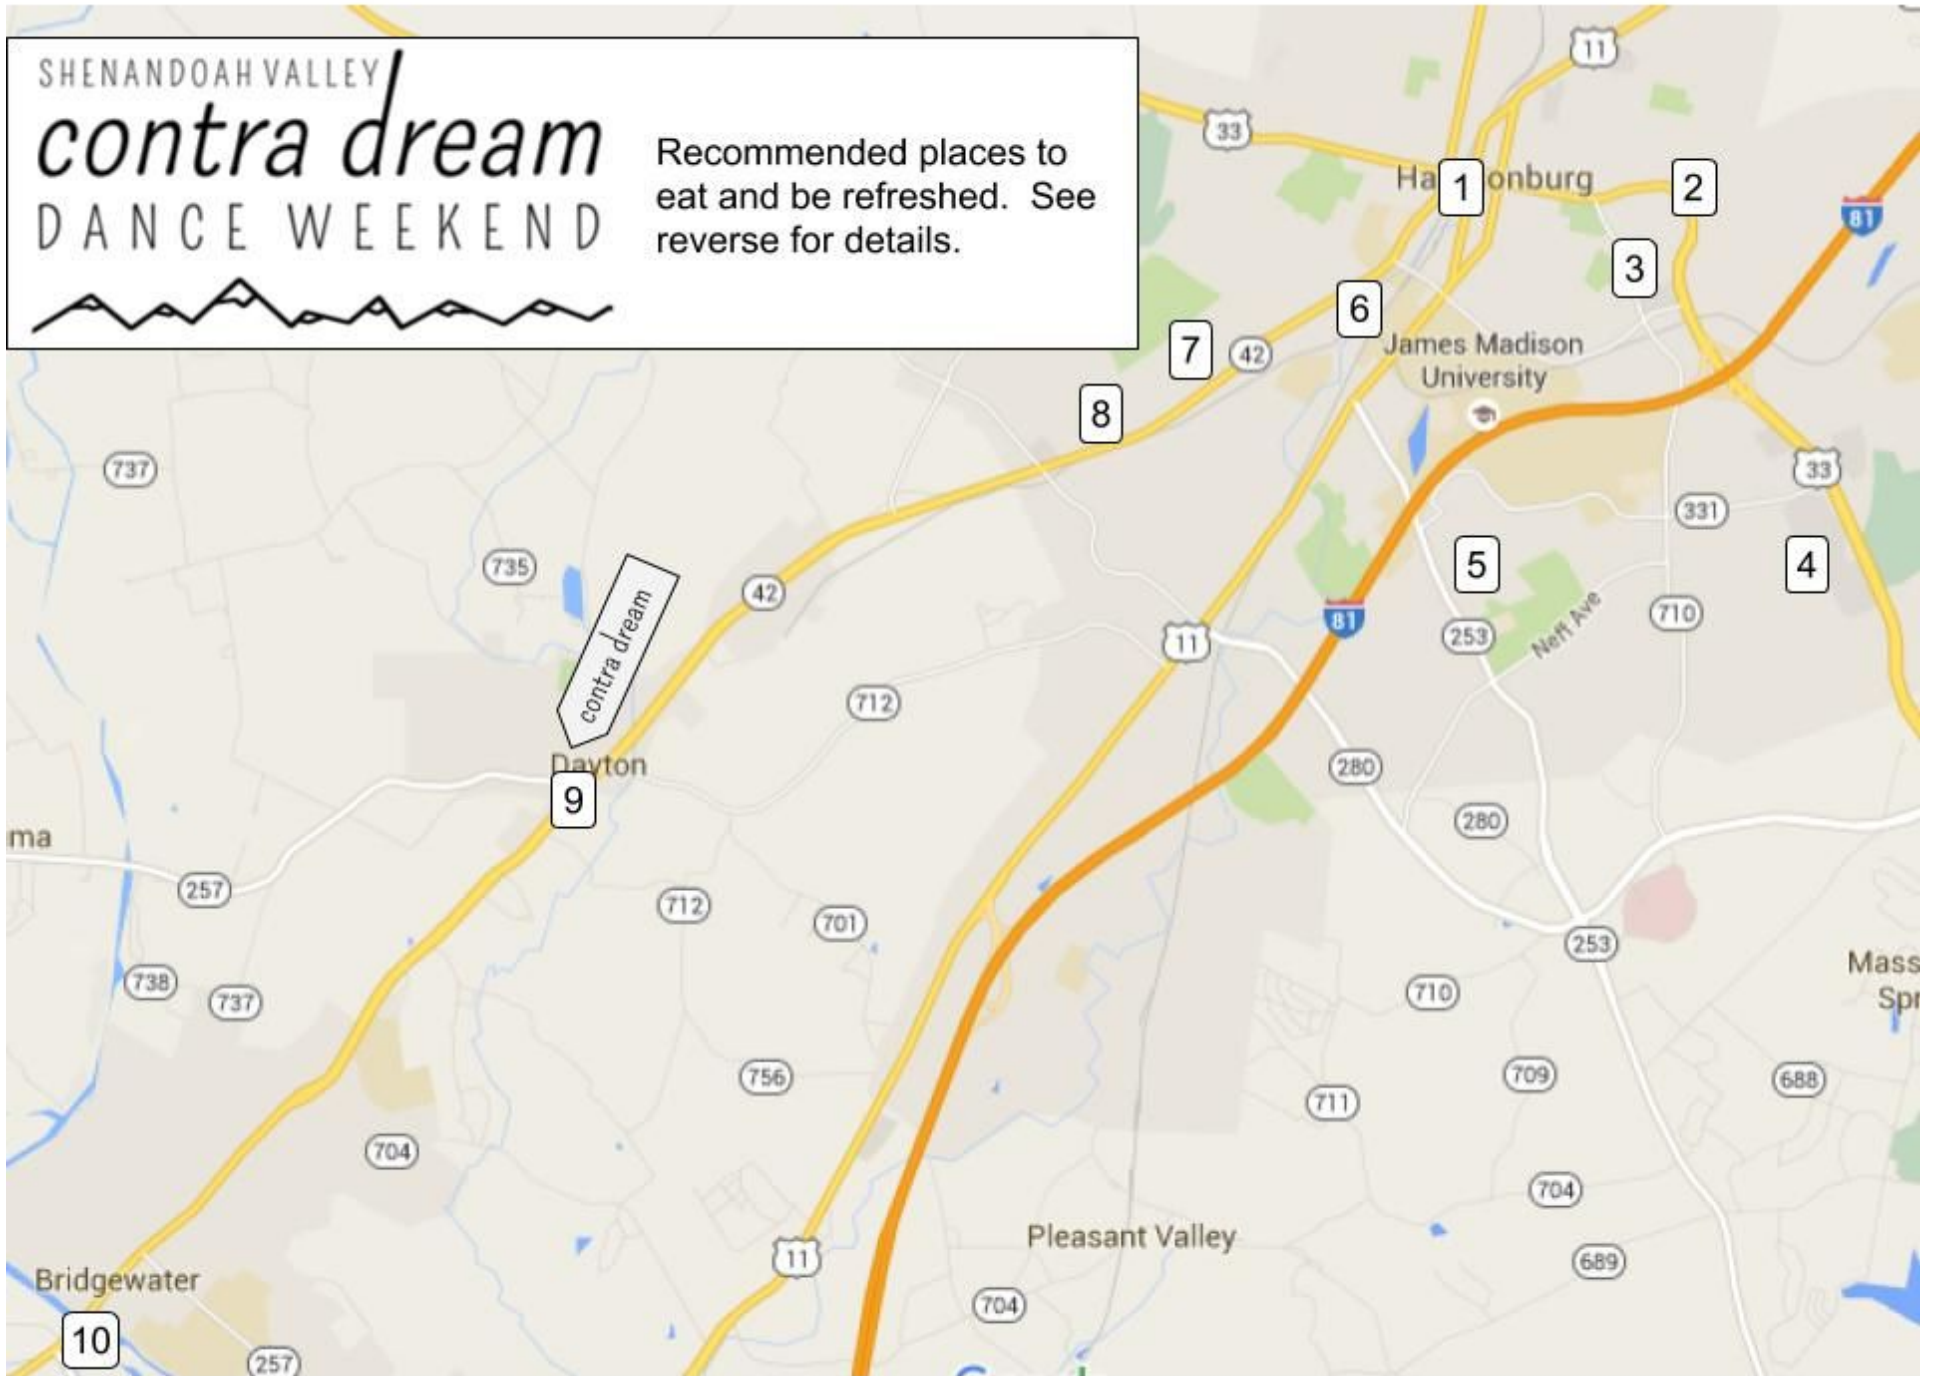 SHENANDOAH VALLEY
contra dream
DANCE WEEKEND
Recommended places to
eat and be refreshed.  See
reverse for details.
11
33
Ha
onburg
1
2
81
3
6
7
42
James Madison
University
8
737
33
331
735
5
4
42
contra dream
81
710
11
253
Neff Ave
712
Dayton
280
9
280
ma
257
712
701
253
Mass
Spr
738
737
710
756
709
688
711
704
704
Pleasant Valley
11
689
Bridgewater
704
10
257